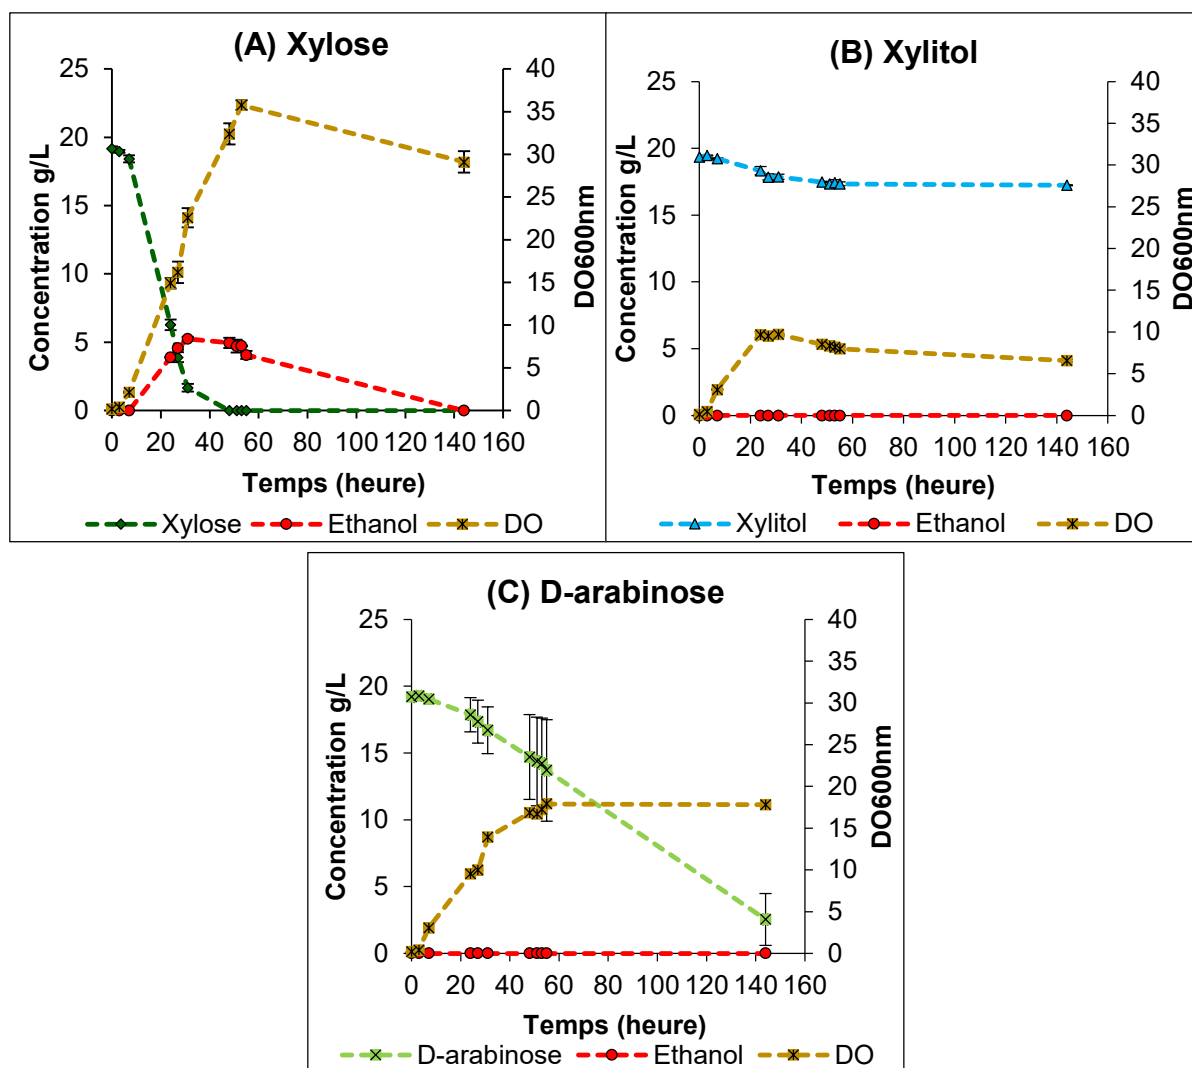 (A) Xylose
Concentration g/L
25
20
15
10
5
0
40
35
30
25
20
15
10
5
0
DO600nm
0 20 40 60 80 100 120 140 160
Temps (heure)
Xylose Ethanol DO
(B) Xylitol
Concentration g/L
25
20
15
10
5
0
40
35
30
25
20
15
10
5
0
DO600nm
0 20 40 60 80 100 120 140 160
Temps (heure)
Xylitol Ethanol DO
(C) D-arabinose
Concentration g/L
25
20
15
10
5
0
40
35
30
25
20
15
10
5
0
DO600nm
0 20 40 60 80 100 120 140 160
Temps (heure)
D-arabinose Ethanol DO